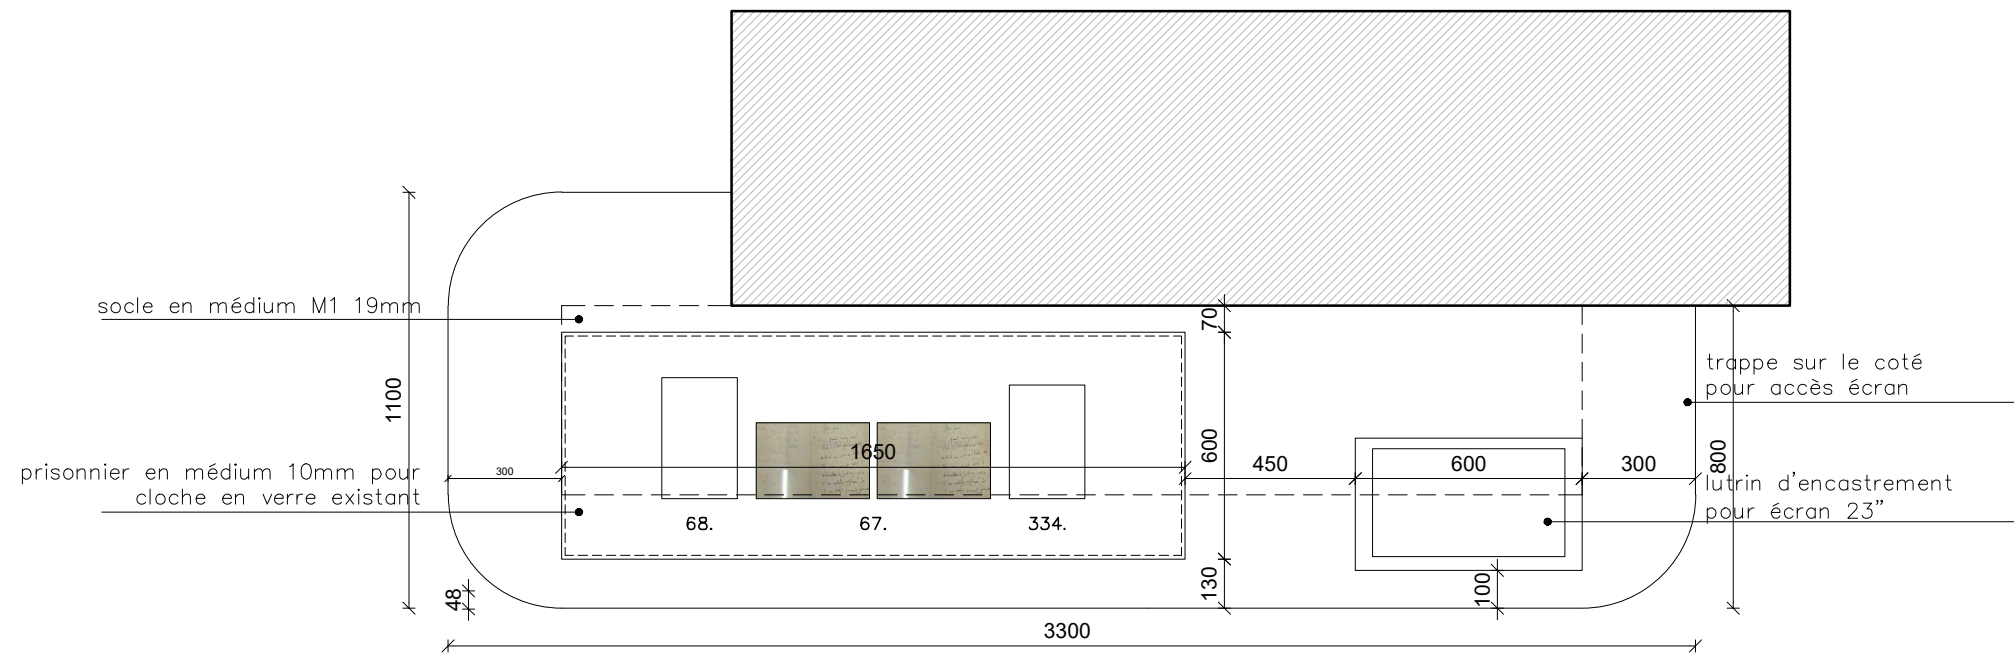 socle en médium M1 19mm
70
trappe sur le coté
pour accès écran
1100
1650
600
450
600
300
800
prisonnier en médium 10mm pour
cloche en verre existant
300
lutrin d'encastrement
pour écran 23"
68.
67.
334.
48
130
100
3300